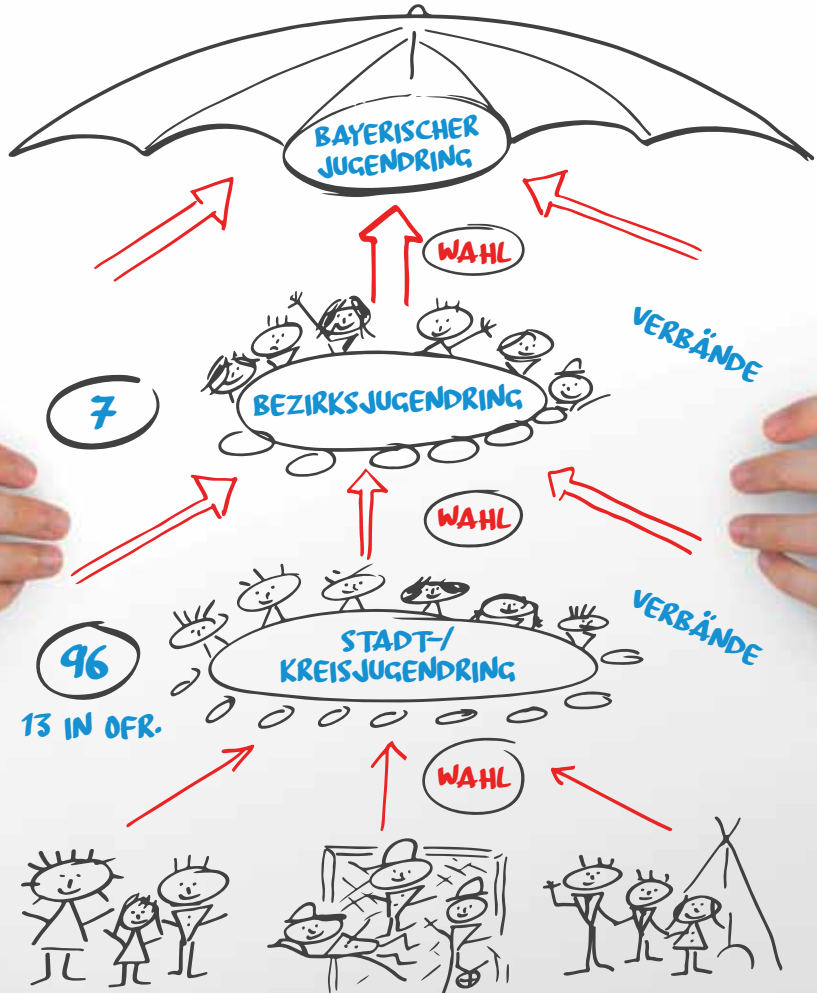 BAYERISCHER
JUGENDRING
WAHL
VERBÄNDE
7
BEZIRKSJUGENDRING
WAHL
VERBÄNDE
96
13 IN OFR.
STADT-/
KREISJUGENDRING
WAHL